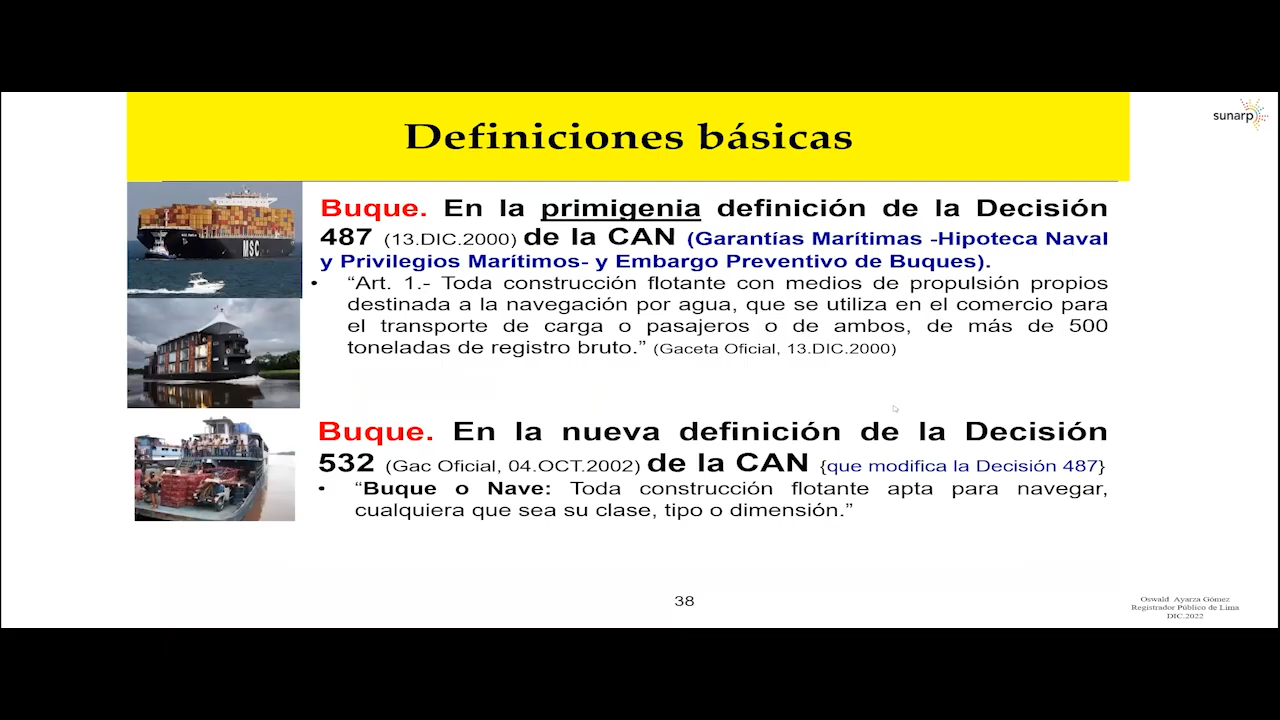 Definiciones básicas
sunarp
Buque. En la primigenia definición de la Decisión
487 (13.DIC.2000) de la CAN (Garantías Marítimas -Hipoteca Naval
y Privilegios Marítimos- y Embargo Preventivo de Buques).
• “Art. 1.- Toda construcción flotante con medios de propulsión propios
destinada a la navegación por agua, que se utiliza en el comercio para
el transporte de carga o pasajeros o de ambos, de más de 500
toneladas de registro bruto.” (Gaceta Oficial, 13.DIC.2000)
MSC
Buque. En la nueva definición de la Decisión
532 (Gac Oficial, 04.OCT.2002) de la CAN {que modifica la Decisión 487}
• “Buque o Nave: Toda construcción flotante apta para navegar,
cualquiera que sea su clase, tipo o dimensión.”
38
Oswald. Ayarza Gómez
Registrador Público de Lima
DIC.2022